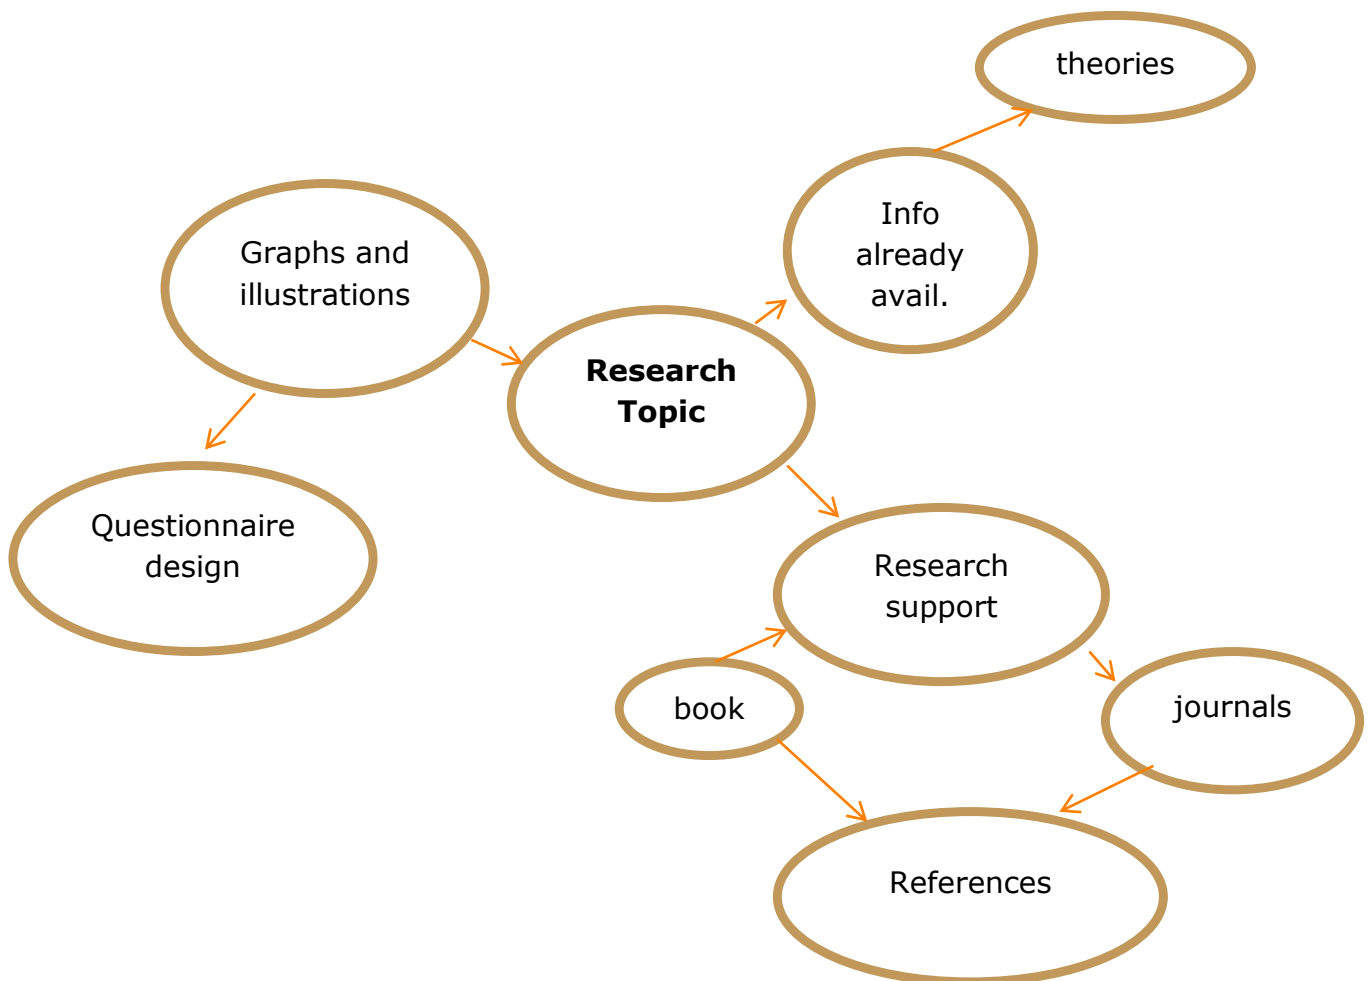 theories
Info
already
avail.
Graphs and
illustrations
Research
Topic
Questionnaire
design
Research
support
book
journals
References